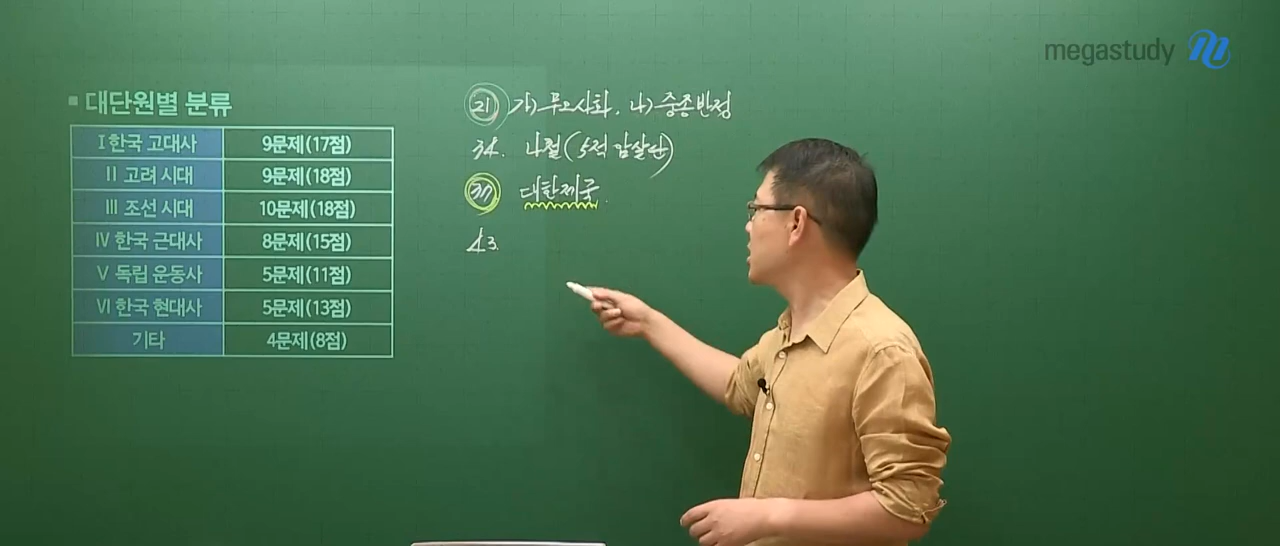 megastudy
▪ 대단원별 분류
Ⅰ 한국 고대사 9문제(17점)
Ⅱ 고려 시대 9문제(18점)
Ⅲ 조선 시대 10문제(18점)
Ⅳ 한국 근대사 8문제(15점)
Ⅴ 독립 운동사 5문제(11점)
Ⅵ 한국 현대사 5문제(13점)
기타 4문제(8점)
21 가) 무오사화, 나) 중종반정
34. 나철(5적 암살단)
37 대한제국.
43.